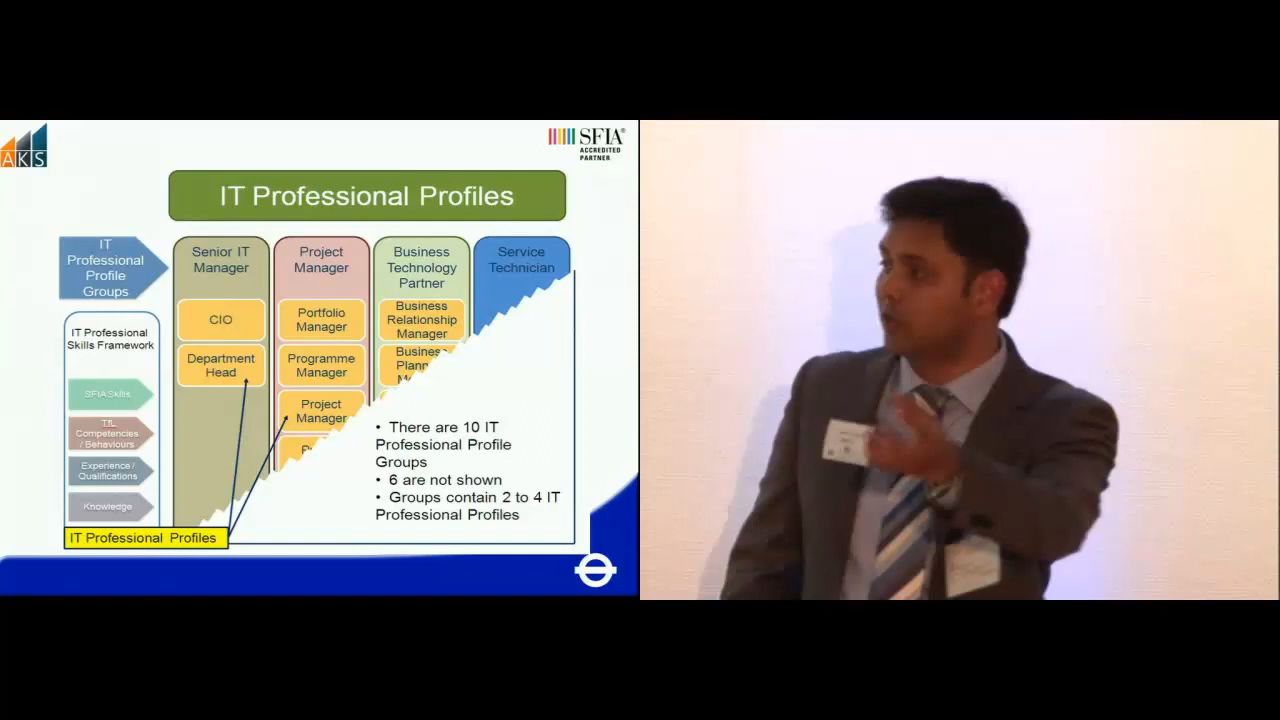 AKS
SFIA®
ACCREDITED
PARTNER
IT Professional Profiles
IT
Professional
Profile
Groups
Senior IT
Manager
Project
Manager
Business
Technology
Partner
Service
Technician
IT Professional
Skills Framework
SFIA Skills
TfL
Competencies
/ Behaviours
Experience /
Qualifications
Knowledge
CIO
Department
Head
Portfolio
Manager
Programme
Manager
Project
Manager
Business
Relationship
Manager
Business
• There are 10 IT
Professional Profile
Groups
• 6 are not shown
• Groups contain 2 to 4 IT
Professional Profiles
IT Professional Profiles